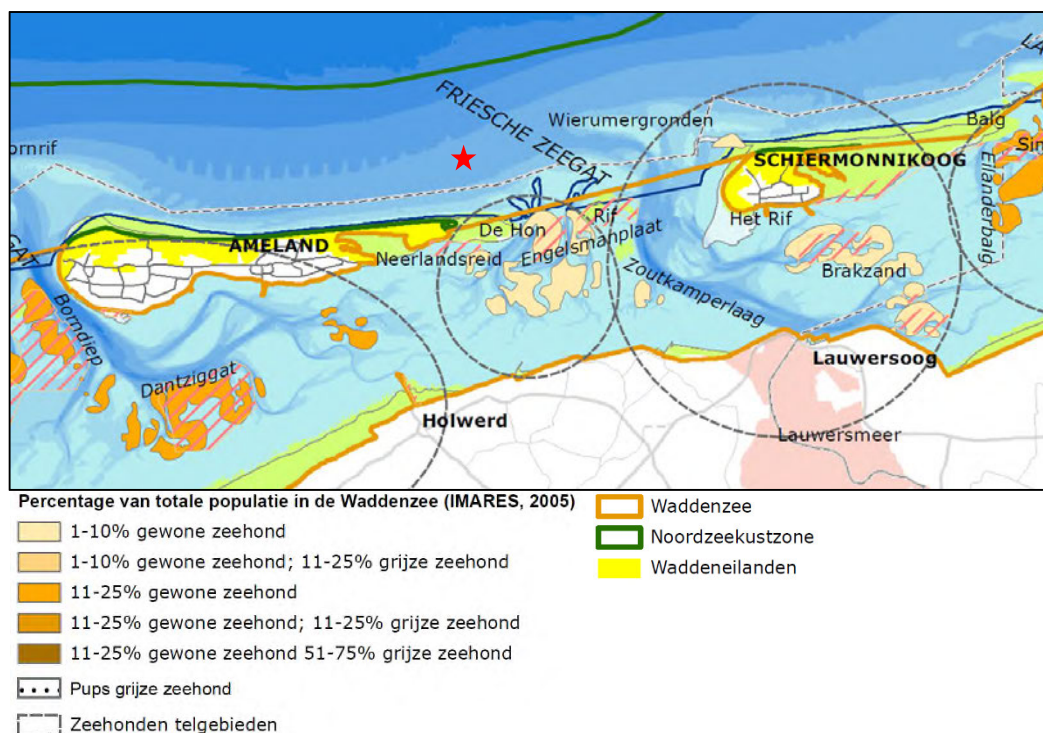 LA
FRIESCHE ZEEGAT
Wierumergronden
Balg
ornrif
SCHIERMONNIKOOG
Sin
Eilanderbalg
De Hon
Rif
Het Rif
AMELAND
Neerlandsreid
Engelsmanplaat
GAT
Zoutkamperlaag
Brakzand
Borndiep
Dantziggat
Lauwersoog
Holwerd
Lauwersmeer
Percentage van totale populatie in de Waddenzee (IMARES, 2005)
1-10% gewone zeehond
1-10% gewone zeehond; 11-25% grijze zeehond
11-25% gewone zeehond
11-25% gewone zeehond; 11-25% grijze zeehond
11-25% gewone zeehond 51-75% grijze zeehond
Pups grijze zeehond
Zeehonden telgebieden
Waddenzee
Noordzeekustzone
Waddeneilanden